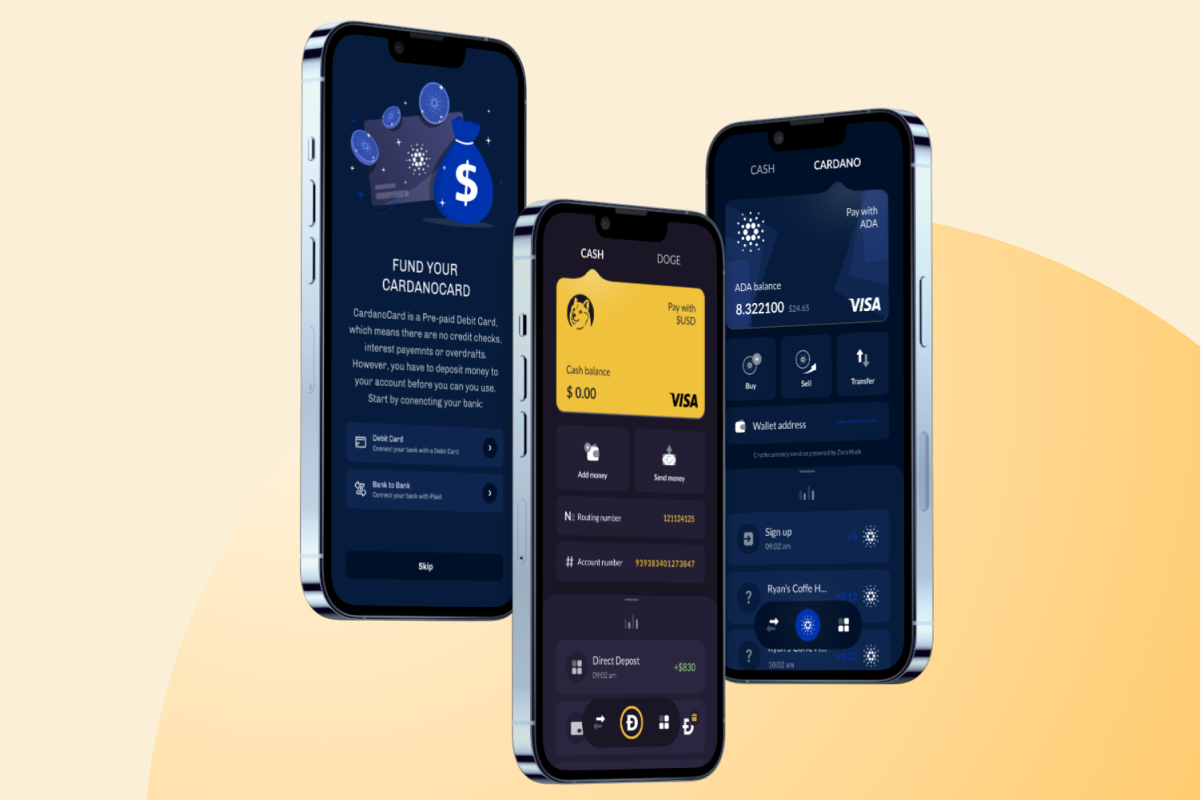 $
FUND YOUR
CARDANOCARD
CardanoCard is a Pre-paid Debit Card,
which means there are no credit checks,
interest payemnts or overdrafts.
However, you have to deposit money to
your account before you can you use.
Start by conencting your bank:
Debit Card
Connect your bank with a Debit Card
Bank to Bank
Connect your bank with Plaid
Skip
CASH
DOGE
Pay with
$USD
Cash balance
$ 0.00
VISA
Add money
Send money
Routing number
121124125
# Account number
939383401273847
Direct Depost
09:02 am
+$830
CASH
CARDANO
Pay with
ADA
ADA balance
8.322100 $24.65
VISA
Buy
Sell
Transfer
Wallet address
Cryptocurrency services powered by Zero Hash
Sign up
09:02 am
+5
?
Ryan's Coffe H...
+0.12
?
Ryan's Coffe H...
10:02 am
+0.12